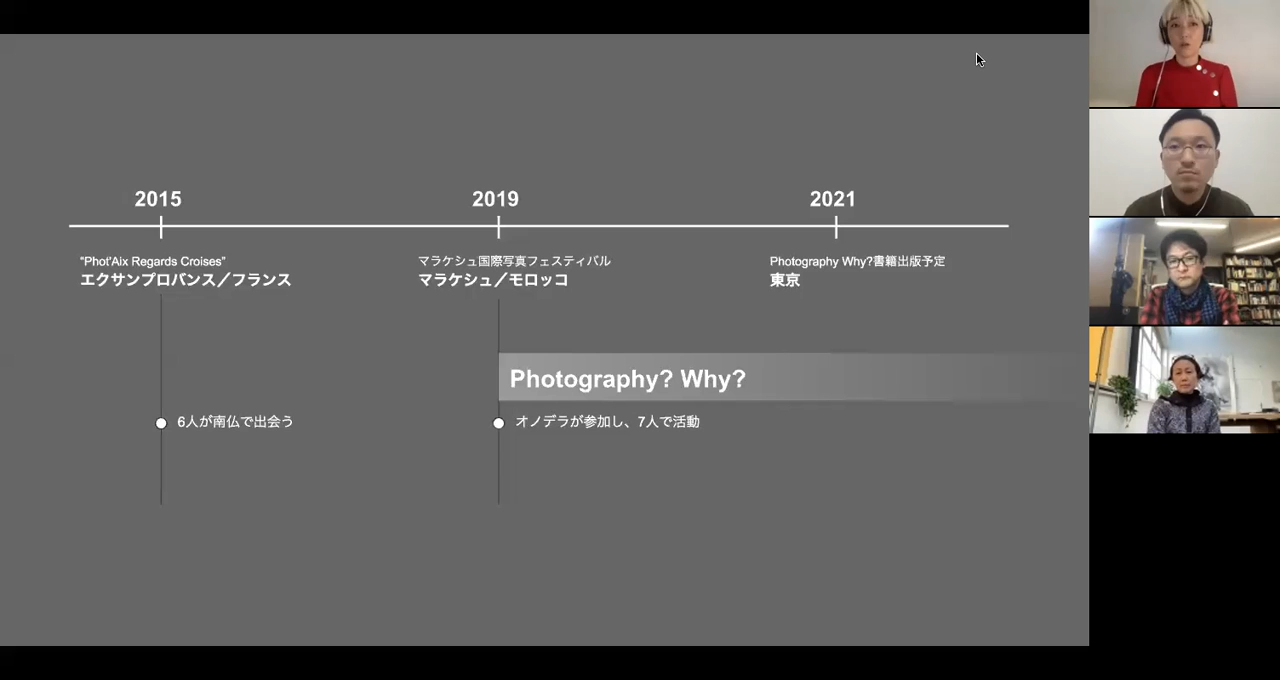 2015
2019
2021
“Phot'Aix Regards Croises”
エクサンプロバンス／フランス
マラケシュ国際写真フェスティバル
マラケシュ／モロッコ
Photography Why?書籍出版予定
東京
Photography? Why?
6人が南仏で出会う
オノデラが参加し、7人で活動